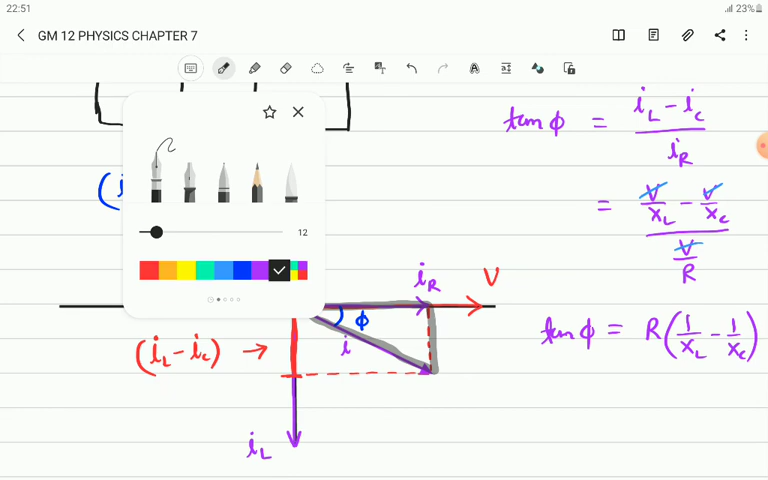 22:51 23%
GM 12 PHYSICS CHAPTER 7
12
tan ϕ = (i_L - i_C) / i_R
= (V/X_L - V/X_C) / (V/R)
i_R V
ϕ
tan ϕ = R(1/X_L - 1/X_C)
(i_L - i_C) → i
i_L